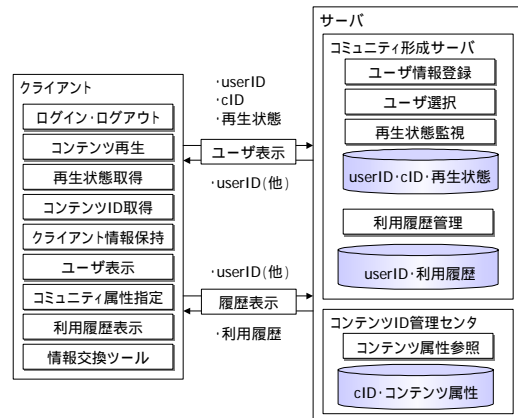 クライアント
ログイン・ログアウト
コンテンツ再生
再生状態取得
コンテンツID取得
クライアント情報保持
ユーザ表示
コミュニティ属性指定
利用履歴表示
情報交換ツール
・userID
・cID
・再生状態
ユーザ表示
・userID(他)
・userID(他)
履歴表示
・利用履歴
サーバ
コミュニティ形成サーバ
ユーザ情報登録
ユーザ選択
再生状態監視
userID・cID・再生状態
利用履歴管理
userID・利用履歴
コンテンツID管理センタ
コンテンツ属性参照
cID・コンテンツ属性